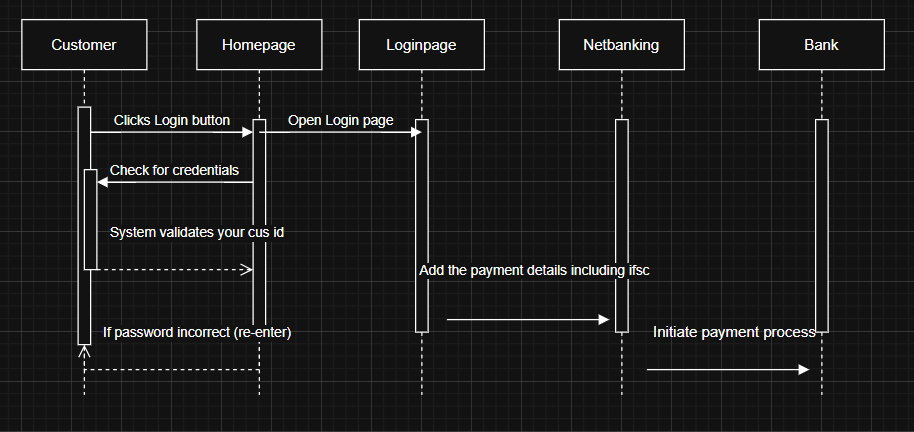 Customer
Homepage
Loginpage
Netbanking
Bank
Clicks Login button
Open Login page
Check for credentials
System validates your cus id
Add the payment details including ifsc
If password incorrect (re-enter)
Initiate payment process